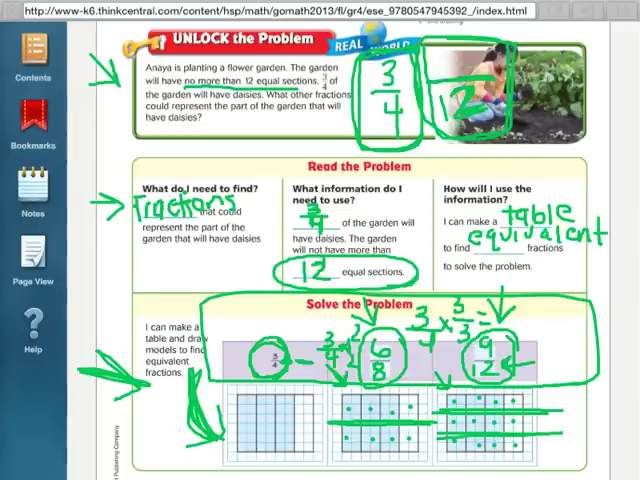 http://www-k6.thinkcentral.com/content/hsp/math/gomath2013/fl/gr4/ese_9780547945392_/index.html
Contents
Bookmarks
Notes
Page View
Help
UNLOCK the Problem
REAL WORLD
Anaya is planting a flower garden. The garden
will have no more than 12 equal sections. 3/4 of
the garden will have daisies. What other fractions
could represent the part of the garden that will
have daisies?
3/4
/12
Read the Problem
What do I need to find?
Fractions that could
represent the part of the
garden that will have daisies
What information do I
need to use?
3/4 of the garden will
have daisies. The garden
will not have more than
12 equal sections.
How will I use the
information?
I can make a table
equivalent
to find fractions
to solve the problem.
Solve the Problem
I can make a
table and draw
models to find
equivalent
fractions.
3/4
6/8
3/4 x 3/3 =
9/12
Publishing Company